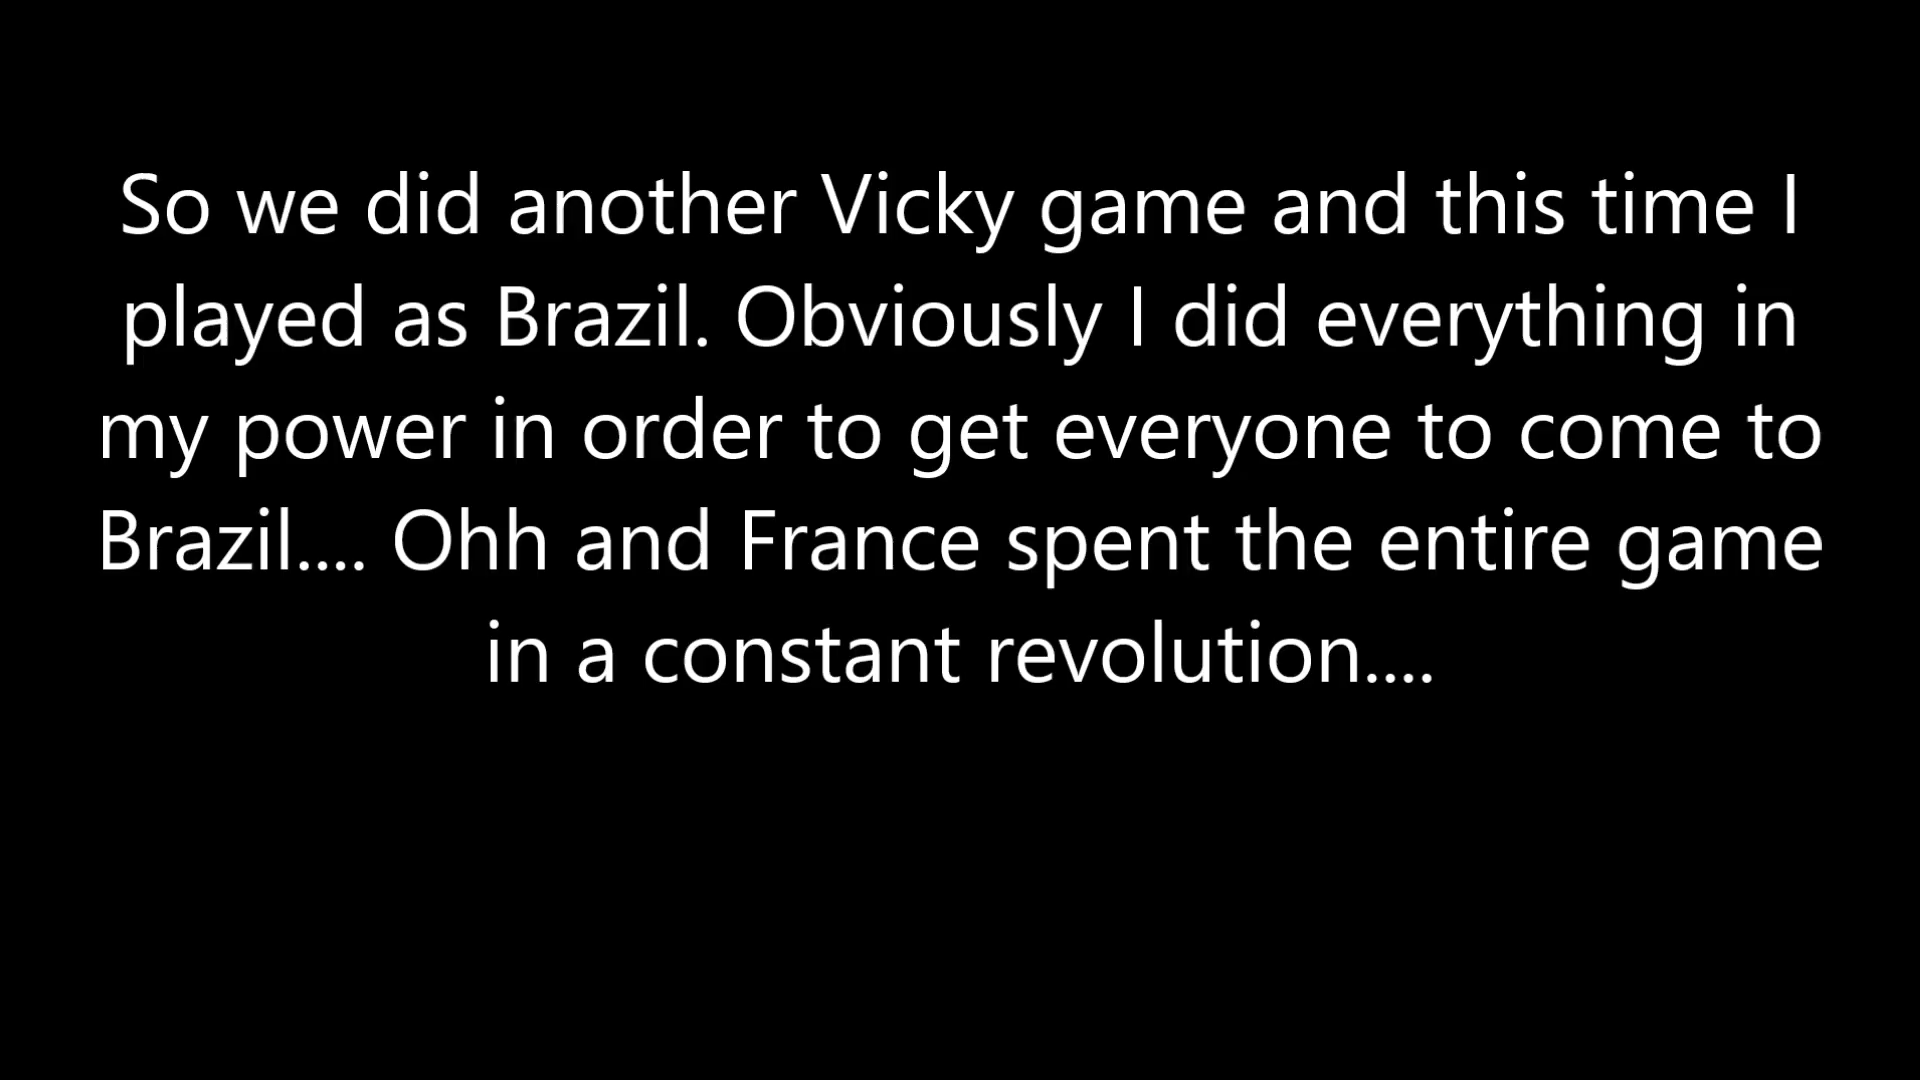 So we did another Vicky game and this time I
played as Brazil. Obviously I did everything in
my power in order to get everyone to come to
Brazil.... Ohh and France spent the entire game
in a constant revolution....